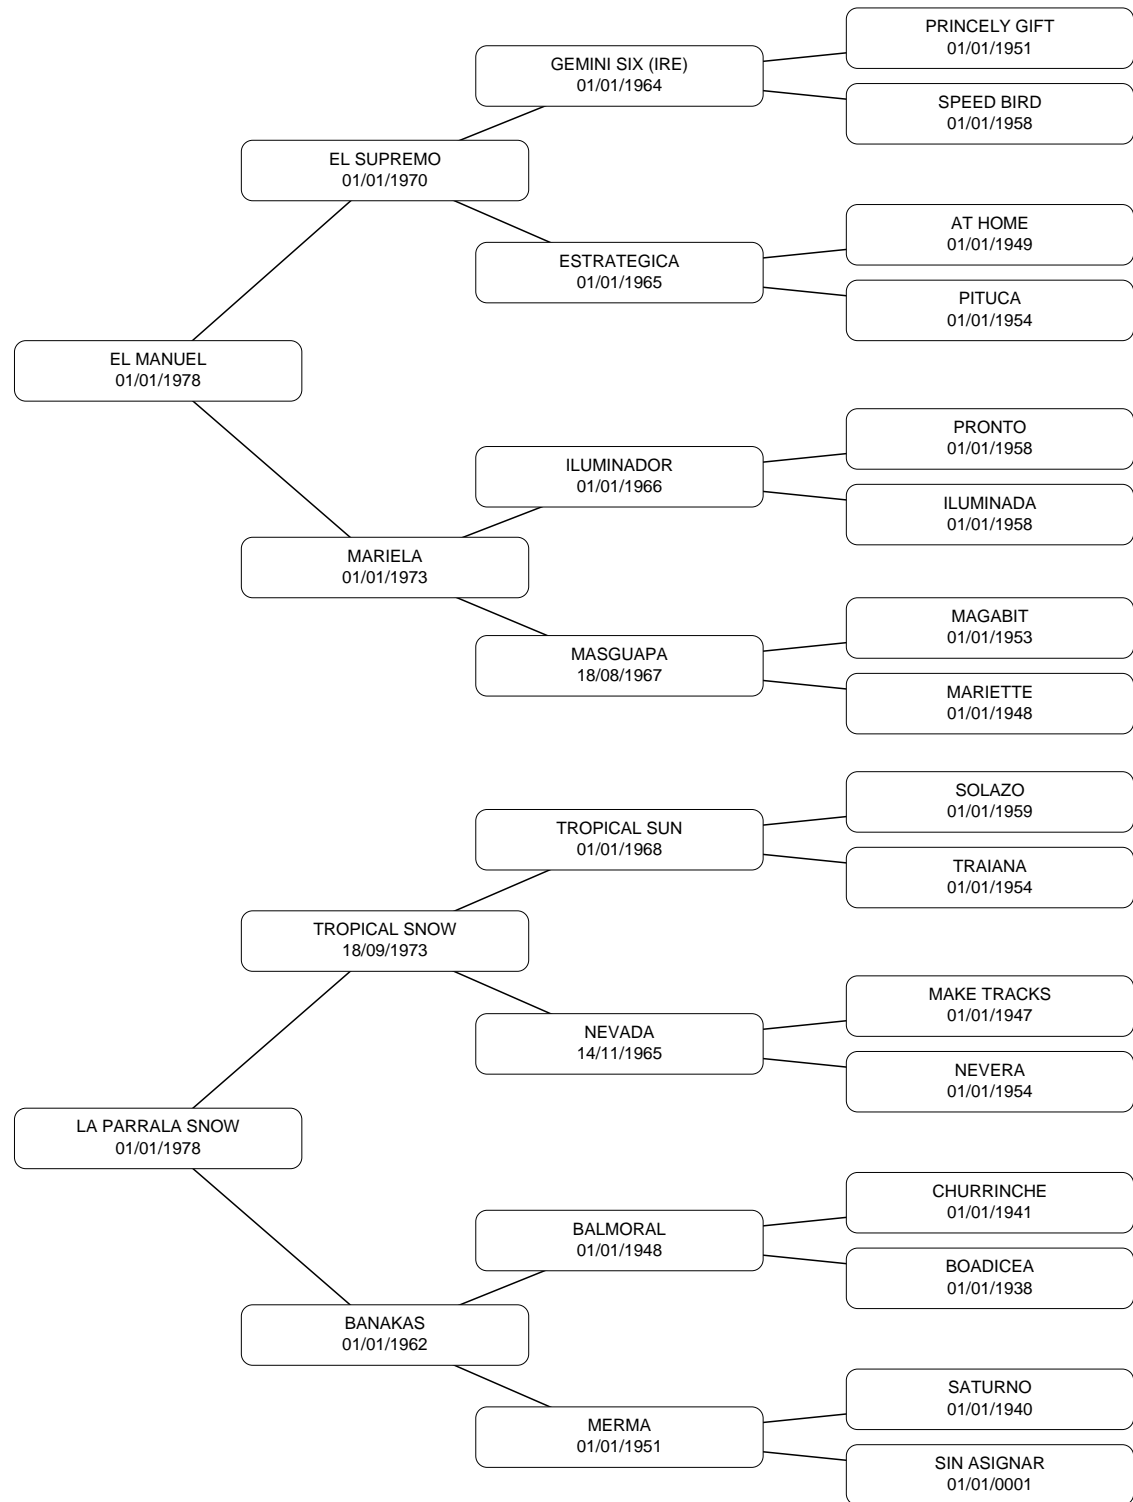 PRINCELY GIFT
01/01/1951
GEMINI SIX (IRE)
01/01/1964
SPEED BIRD
01/01/1958
EL SUPREMO
01/01/1970
AT HOME
01/01/1949
ESTRATEGICA
01/01/1965
PITUCA
01/01/1954
EL MANUEL
01/01/1978
PRONTO
01/01/1958
ILUMINADOR
01/01/1966
ILUMINADA
01/01/1958
MARIELA
01/01/1973
MAGABIT
01/01/1953
MASGUAPA
18/08/1967
MARIETTE
01/01/1948
SOLAZO
01/01/1959
TROPICAL SUN
01/01/1968
TRAIANA
01/01/1954
TROPICAL SNOW
18/09/1973
MAKE TRACKS
01/01/1947
NEVADA
14/11/1965
NEVERA
01/01/1954
LA PARRALA SNOW
01/01/1978
CHURRINCHE
01/01/1941
BALMORAL
01/01/1948
BOADICEA
01/01/1938
BANAKAS
01/01/1962
SATURNO
01/01/1940
MERMA
01/01/1951
SIN ASIGNAR
01/01/0001